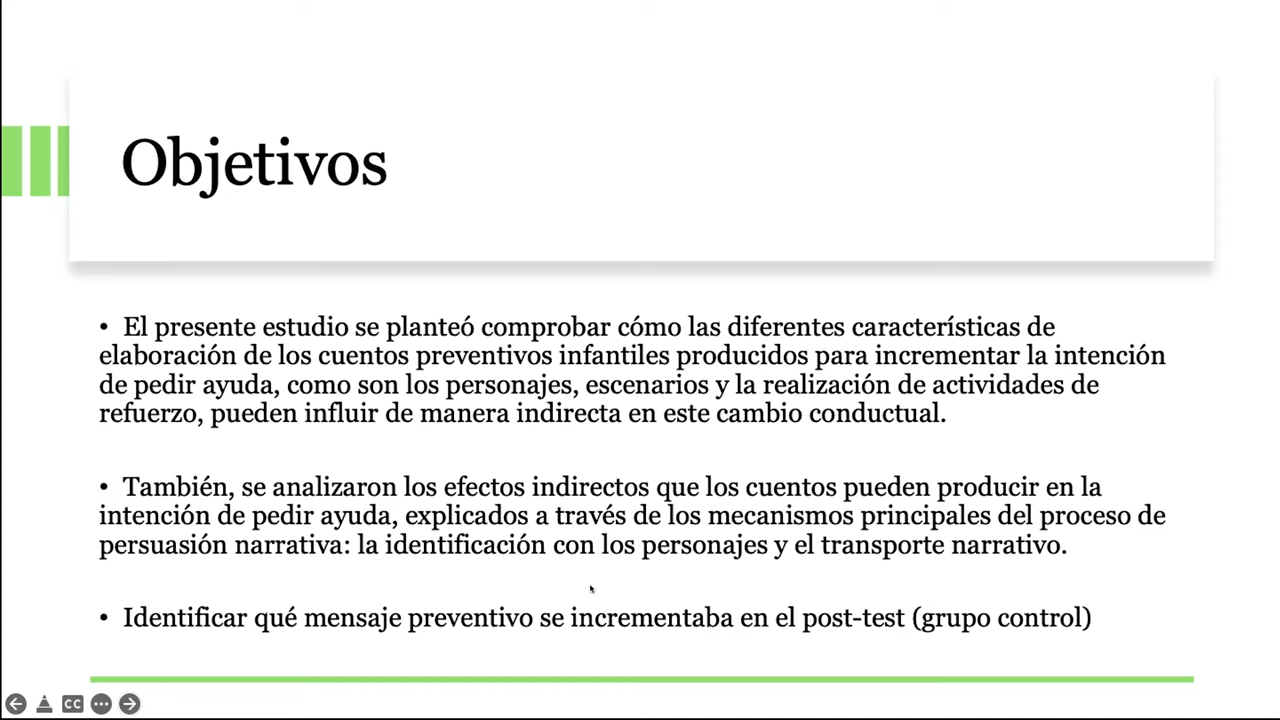 Objetivos
• El presente estudio se planteó comprobar cómo las diferentes características de
elaboración de los cuentos preventivos infantiles producidos para incrementar la intención
de pedir ayuda, como son los personajes, escenarios y la realización de actividades de
refuerzo, pueden influir de manera indirecta en este cambio conductual.
• También, se analizaron los efectos indirectos que los cuentos pueden producir en la
intención de pedir ayuda, explicados a través de los mecanismos principales del proceso de
persuasión narrativa: la identificación con los personajes y el transporte narrativo.
• Identificar qué mensaje preventivo se incrementaba en el post-test (grupo control)
CC